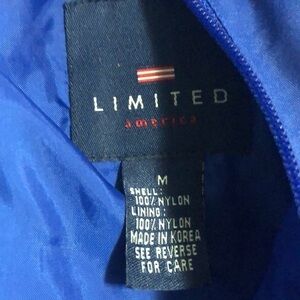 LIMITED
america
M
SHELL:
100% NYLON
LINING:
100% NYLON
MADE IN KOREA
SEE REVERSE
FOR CARE